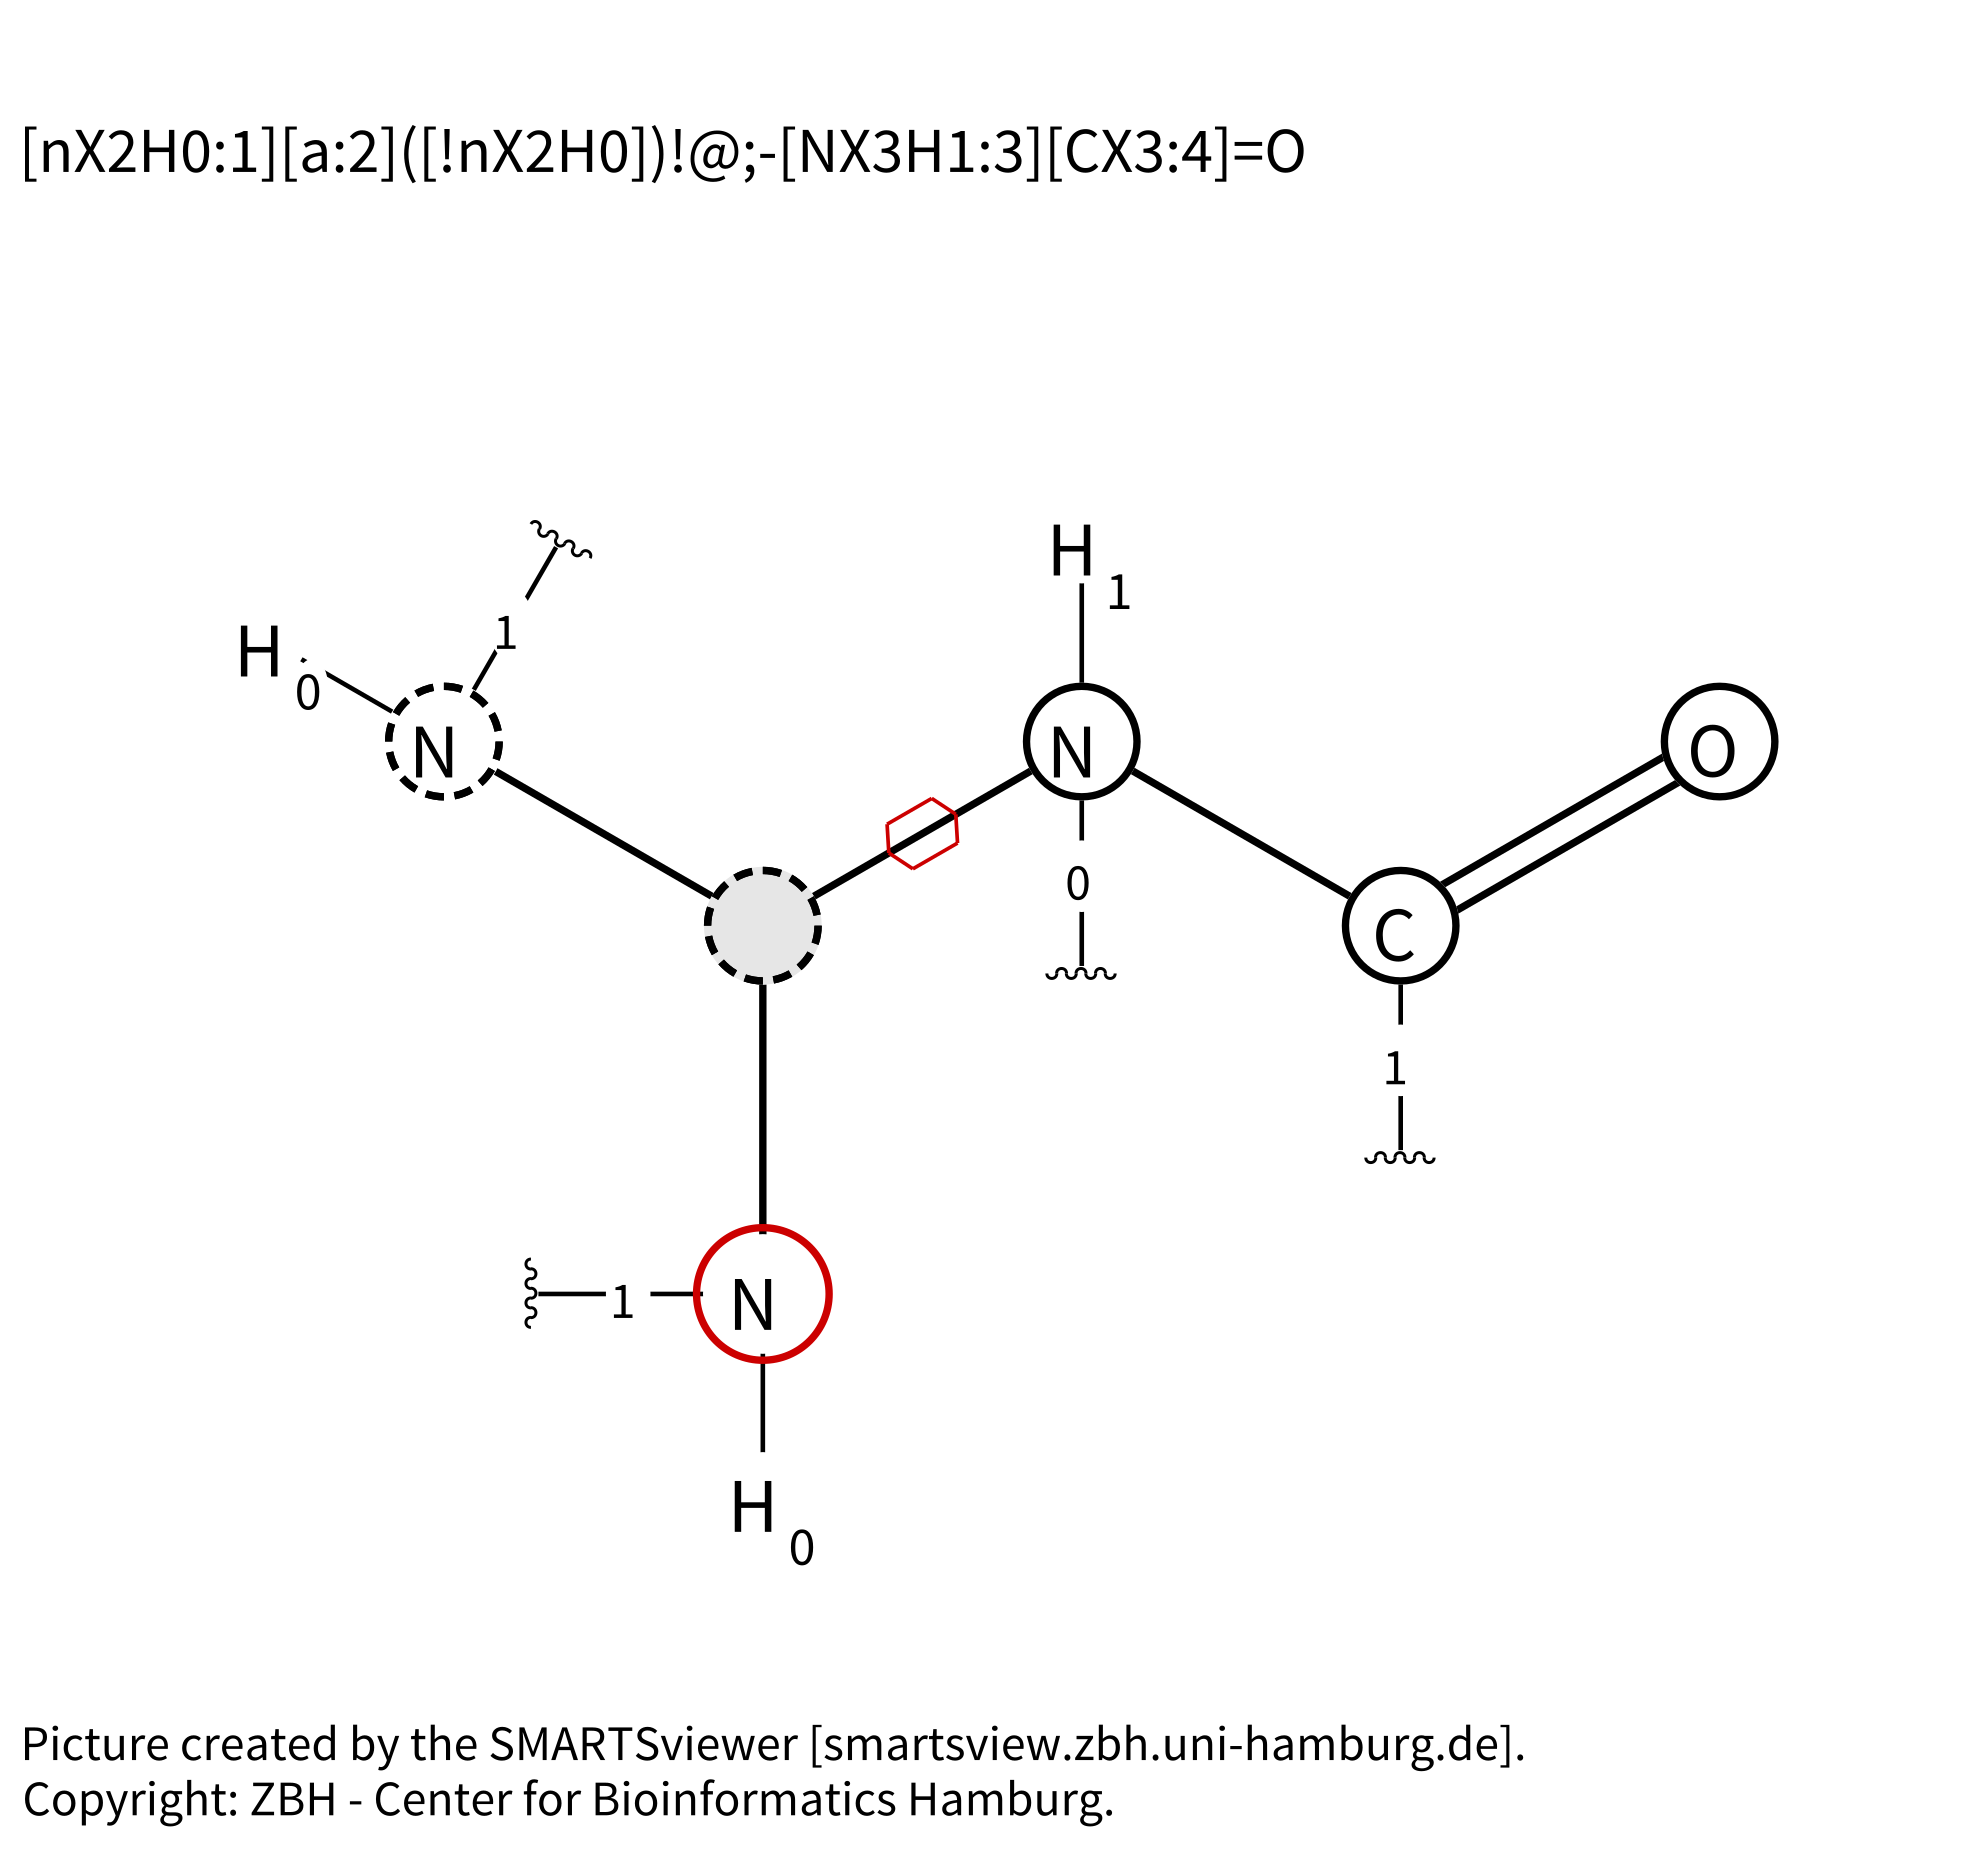 [nX2H0:1][a:2]([!nX2H0])!@;-[NX3H1:3][CX3:4]=O
H 1
1
H 0
N
N
O
0
C
1
1
N
H 0
Picture created by the SMARTSviewer [smartsview.zbh.uni-hamburg.de].
Copyright: ZBH - Center for Bioinformatics Hamburg.